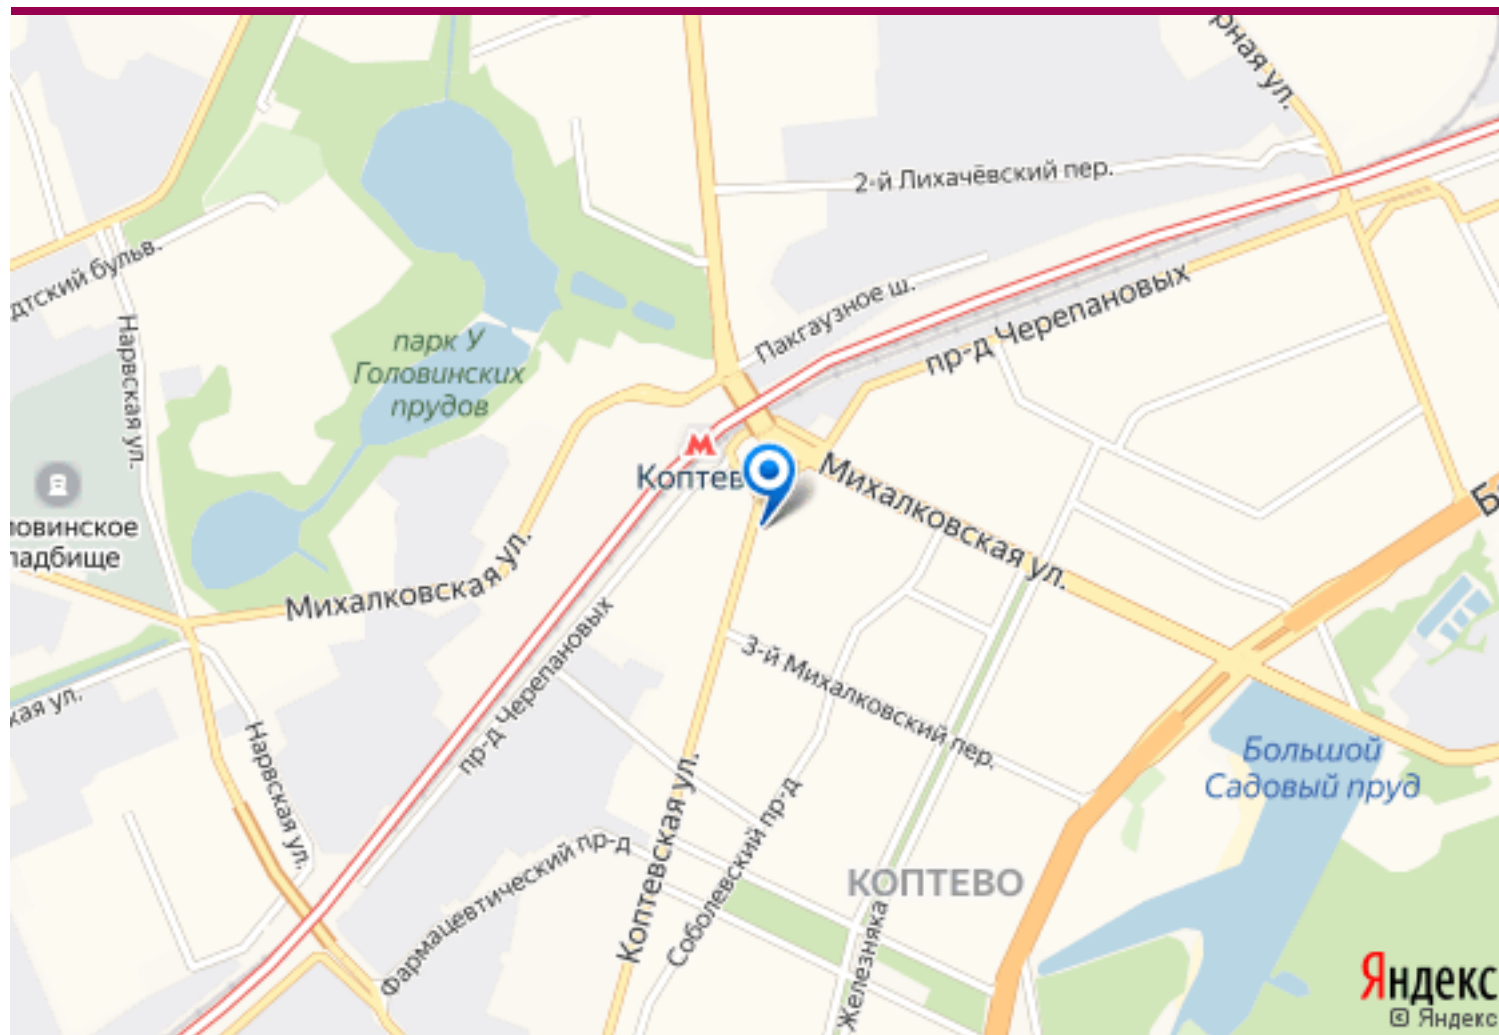 рная ул.
2-й Лихачёвский пер.
дтский бульв.
Нарвская ул.
Пакгаузное ш.
пр-д Черепановых
парк У
Головинских
прудов
М
Коптев
Михалковская ул.
Б
ловинское
ладбище
Михалковская ул.
пр-д Черепановых
3-й Михалковский пер.
кая ул.
Нарвская ул.
Большой
Садовый пруд
Коптевская ул.
Соболевский пр-д
Фармацевтический пр-д
КОПТЕВО
Железняка
Яндекс
© Яндекс